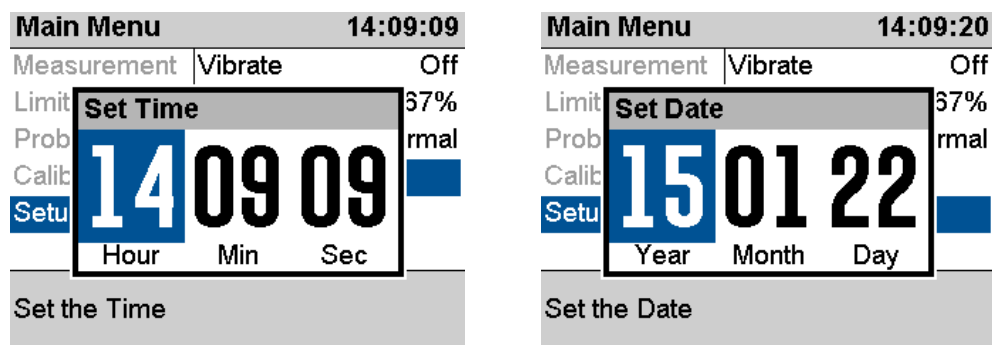 Main Menu 14:09:09
Measurement Vibrate Off
Limit 67%
Prob rmal
Calib
Setu
Set Time
14 09 09
Hour Min Sec
Set the Time
Main Menu 14:09:20
Measurement Vibrate Off
Limit 67%
Prob rmal
Calib
Setu
Set Date
15 01 22
Year Month Day
Set the Date